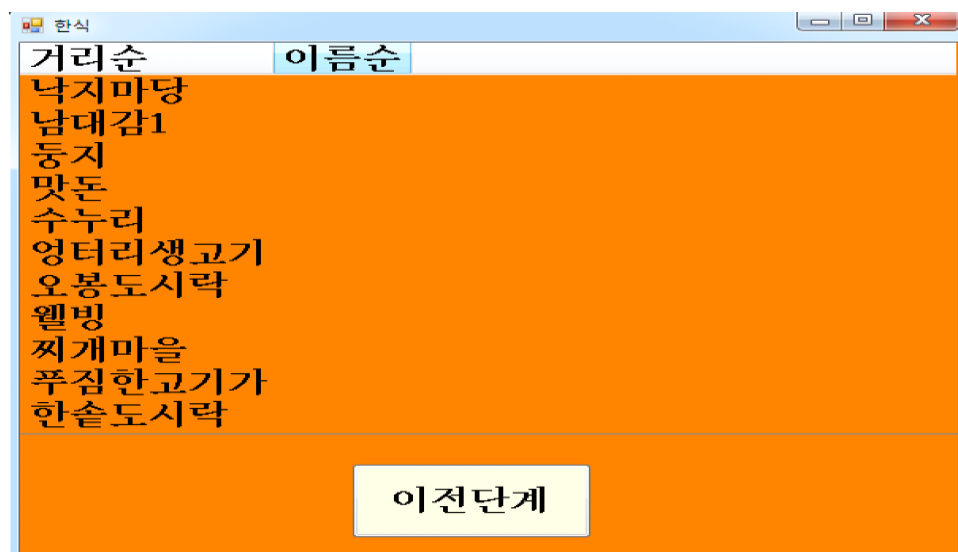 한식
거리순 이름순
낙지마당
남대감1
둥지
맛돈
수누리
엉터리생고기
오봉도시락
웰빙
찌개마을
푸짐한고기가
한솥도시락
이전단계